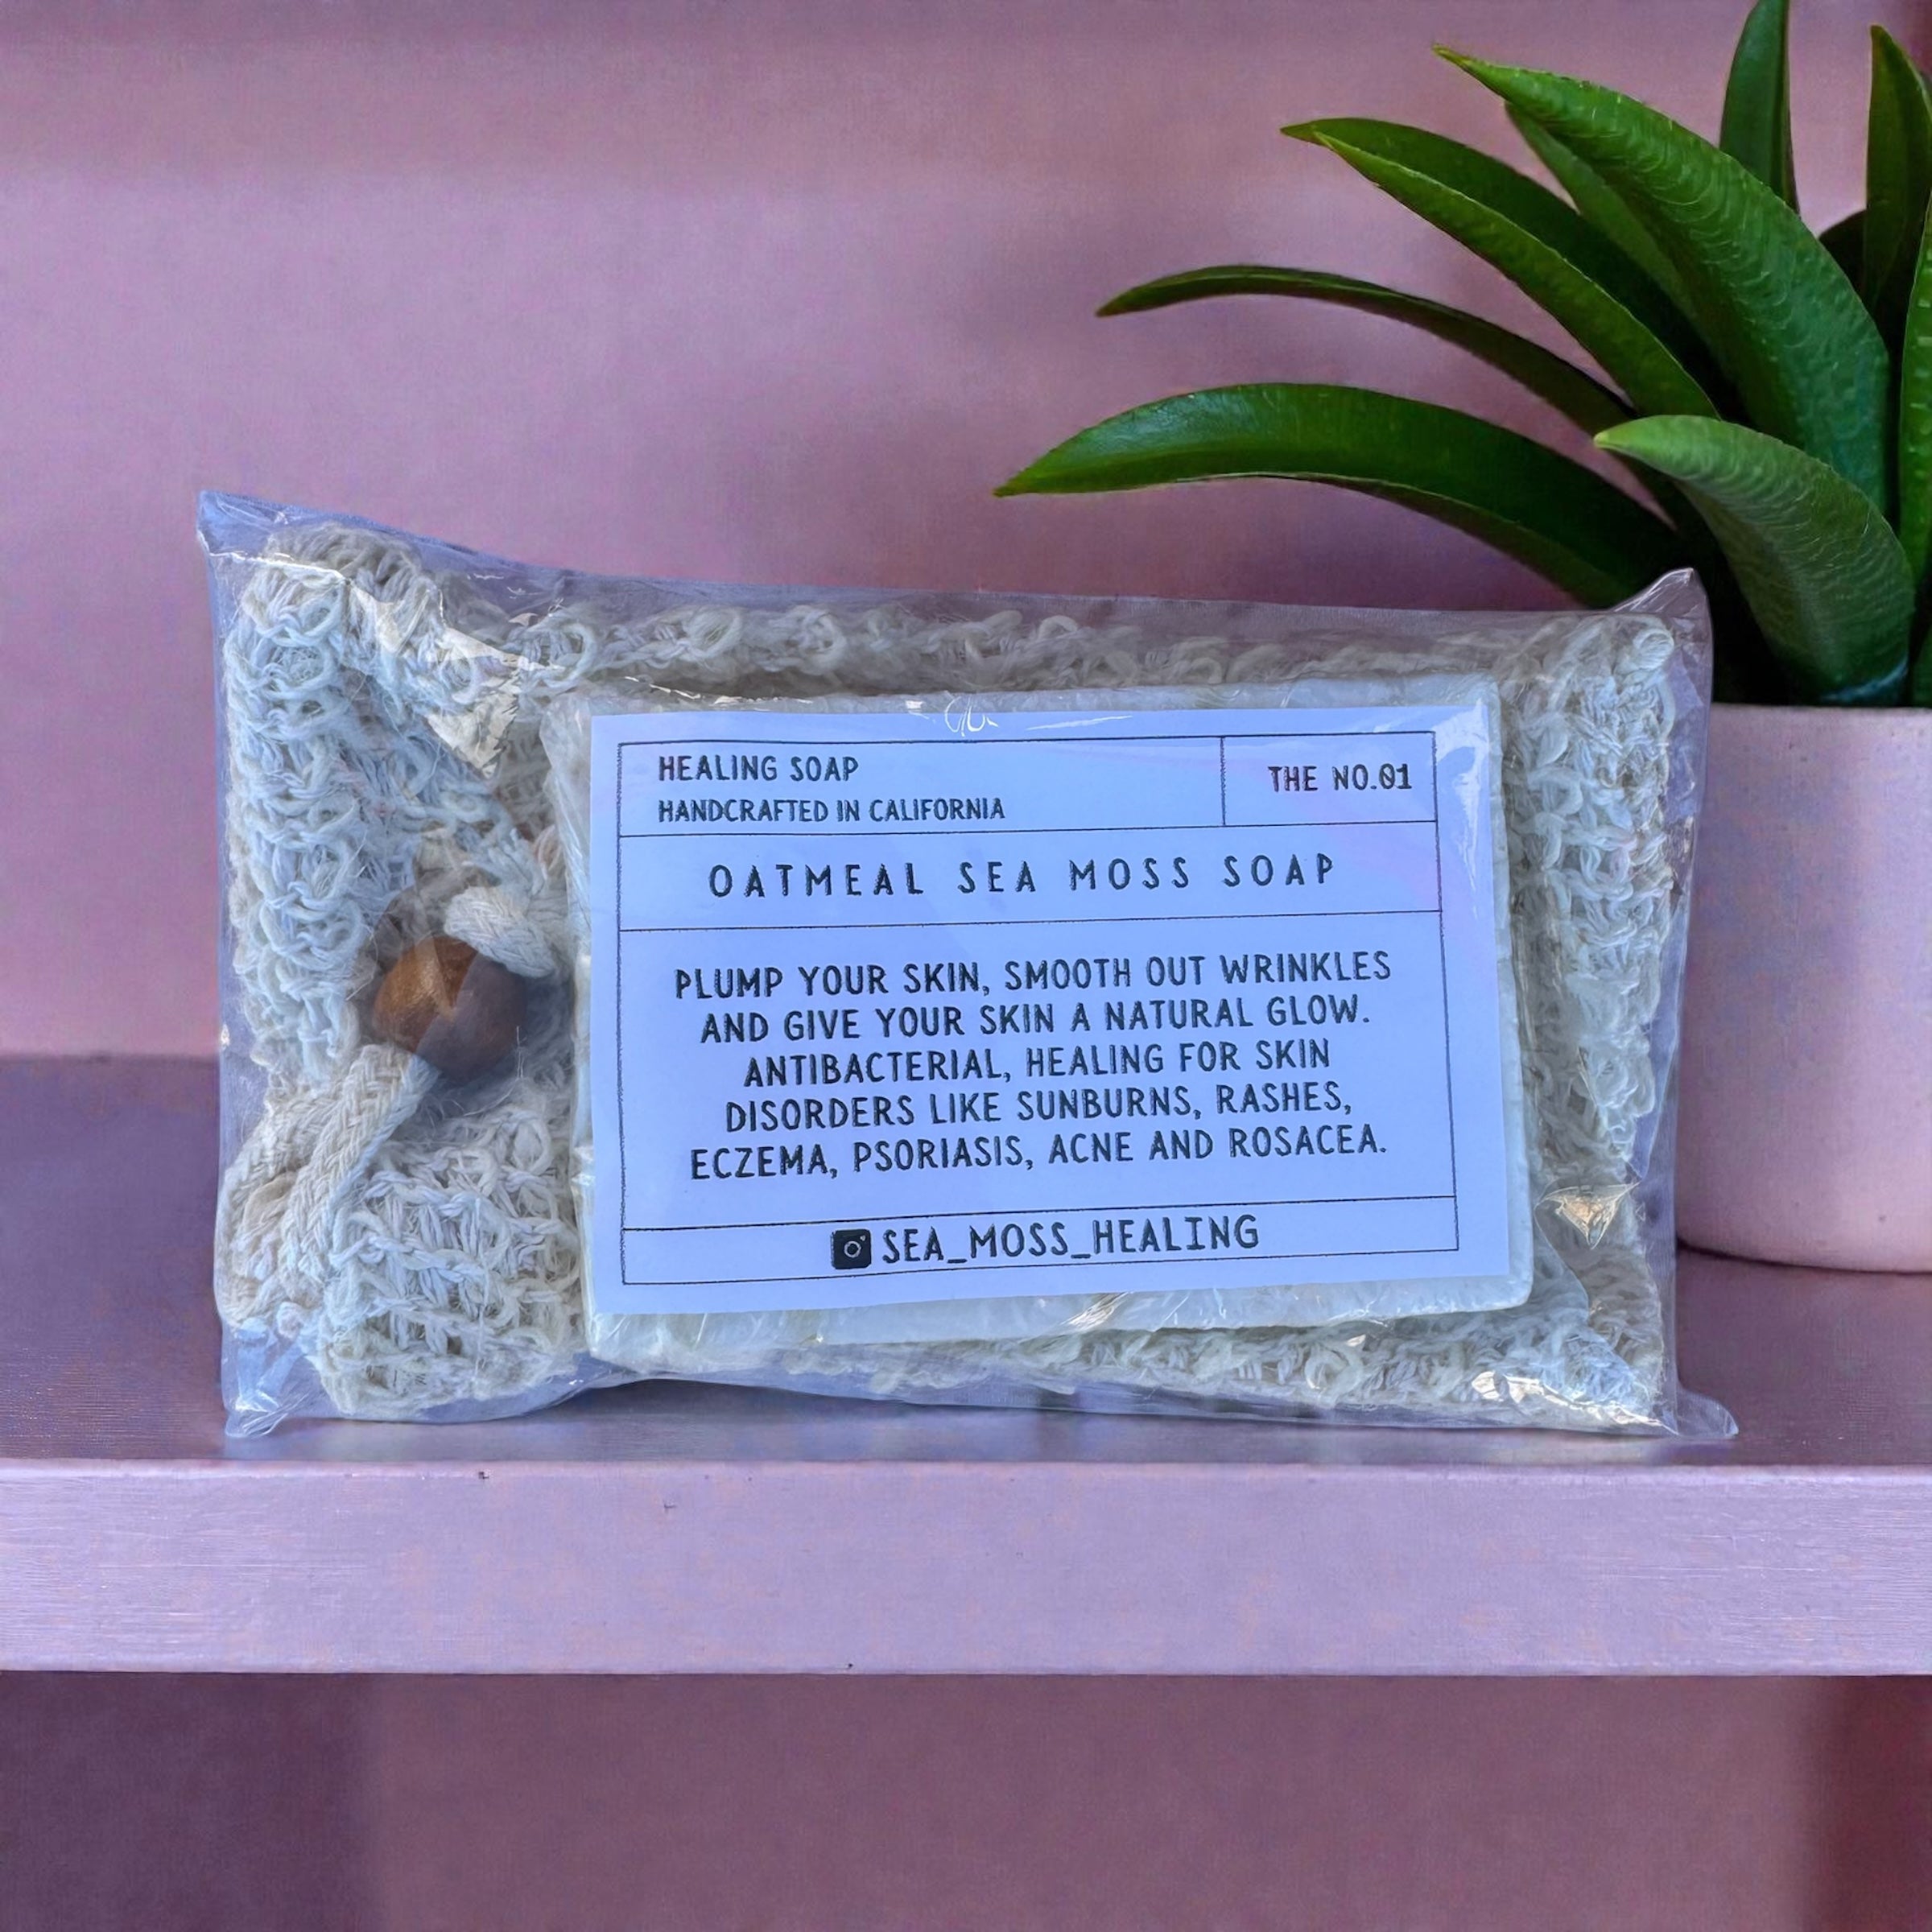 HEALING SOAP
HANDCRAFTED IN CALIFORNIA
THE NO.01
OATMEAL SEA MOSS SOAP
PLUMP YOUR SKIN, SMOOTH OUT WRINKLES
AND GIVE YOUR SKIN A NATURAL GLOW.
ANTIBACTERIAL, HEALING FOR SKIN
DISORDERS LIKE SUNBURNS, RASHES,
ECZEMA, PSORIASIS, ACNE AND ROSACEA.
SEA_MOSS_HEALING